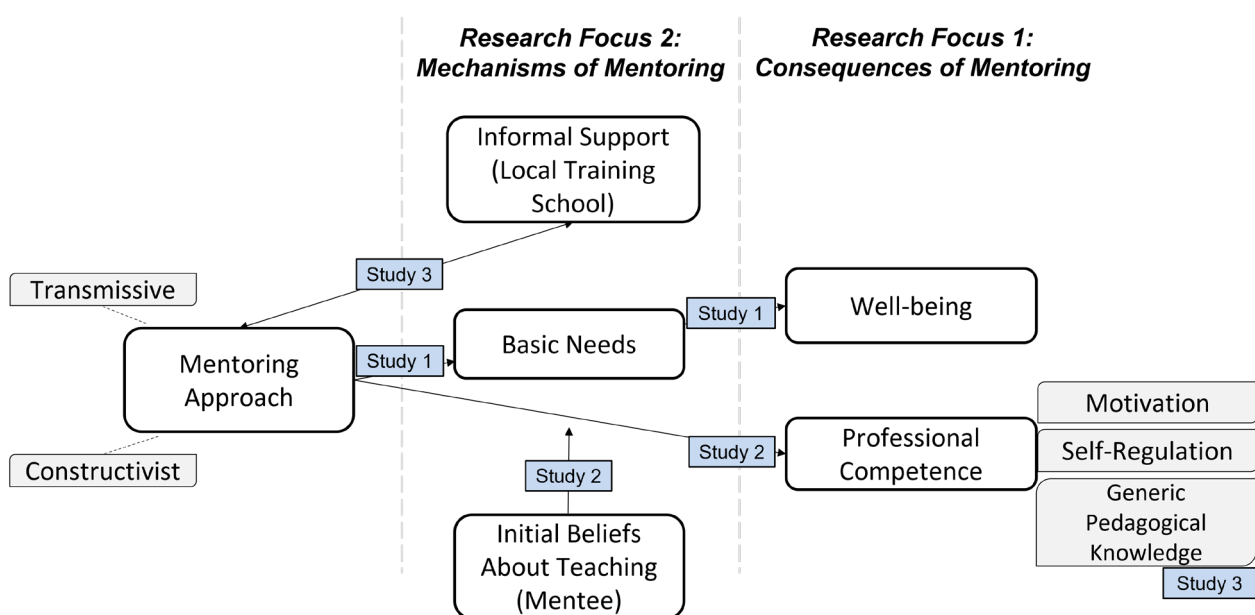 Research Focus 2:
Mechanisms of Mentoring
Research Focus 1:
Consequences of Mentoring
Informal Support
(Local Training
School)
Study 3
Transmissive
Mentoring
Approach
Constructivist
Study 1
Basic Needs
Study 1
Well-being
Study 2
Professional
Competence
Motivation
Self-Regulation
Generic
Pedagogical
Knowledge
Study 3
Study 2
Initial Beliefs
About Teaching
(Mentee)